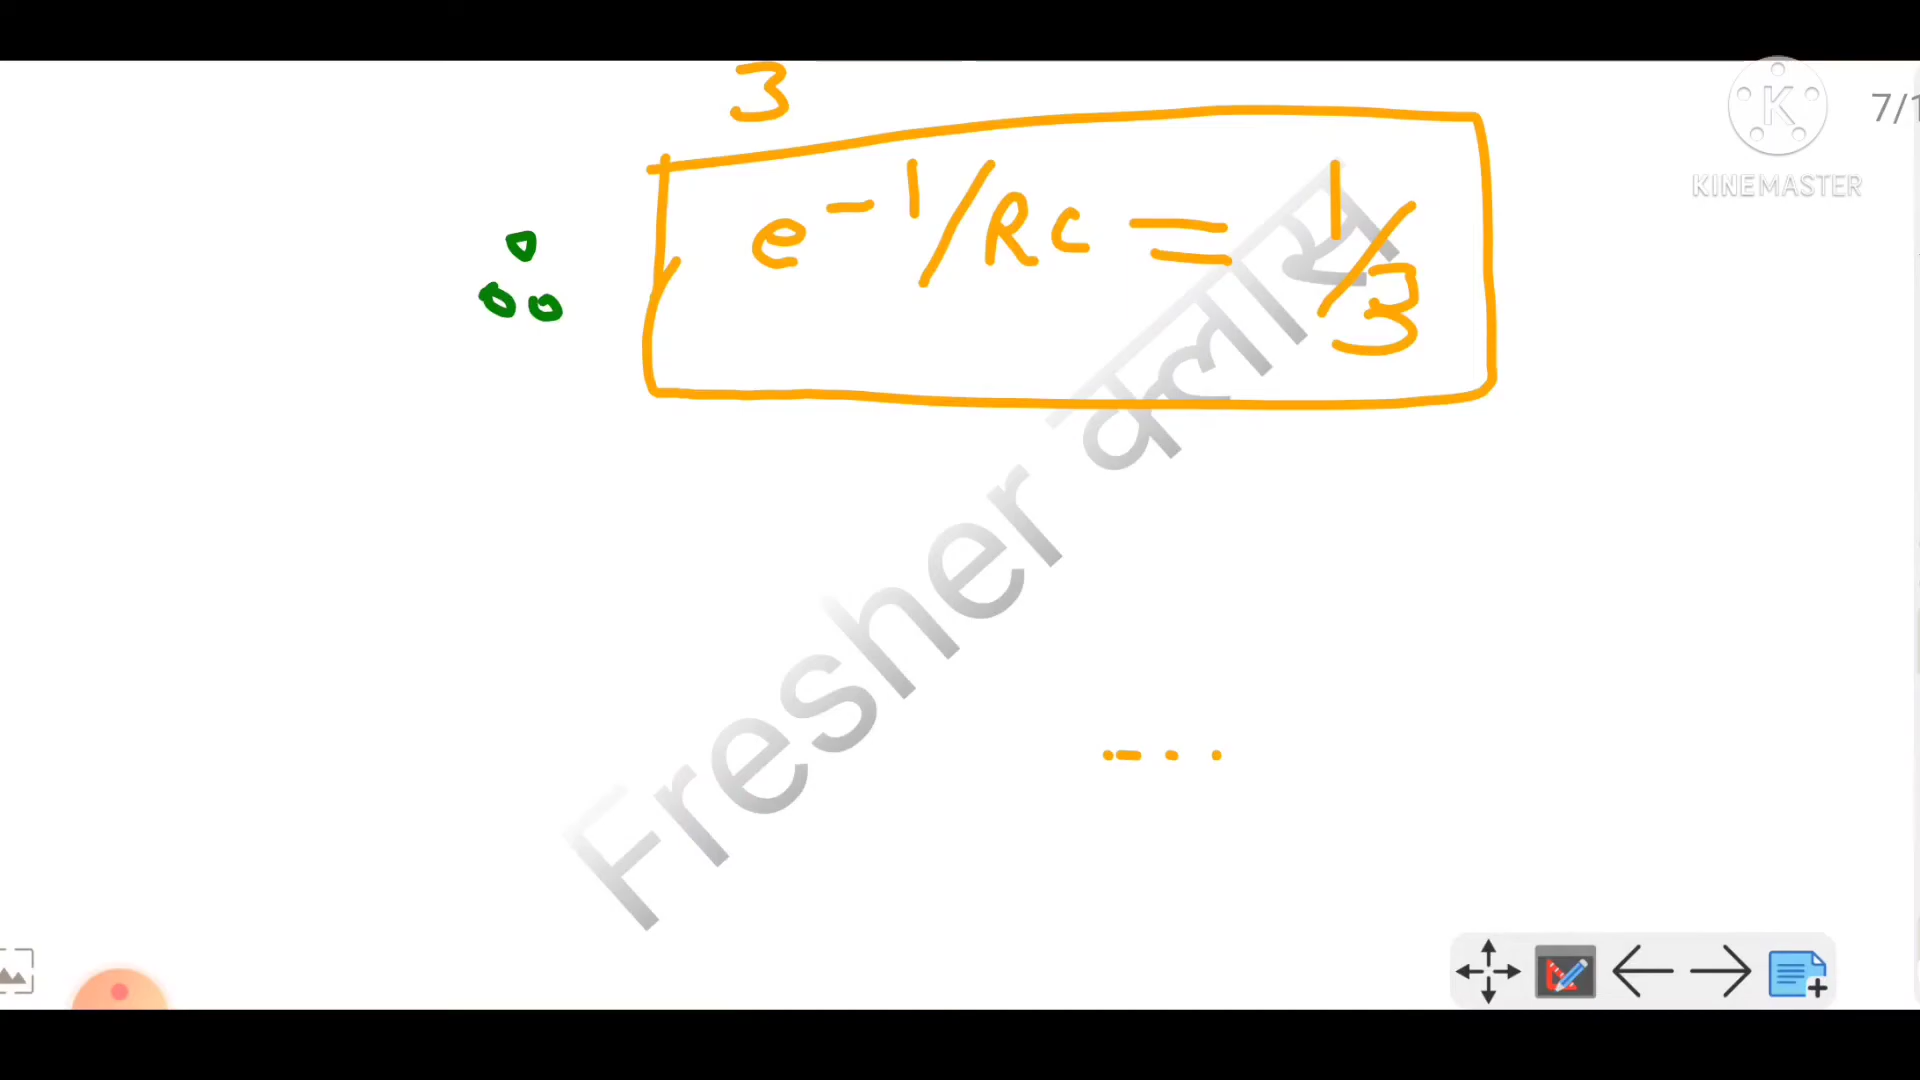 3
K
KINEMASTER
7/1
∴ e^{-1/RC} = 1/3
Fresher क्लास